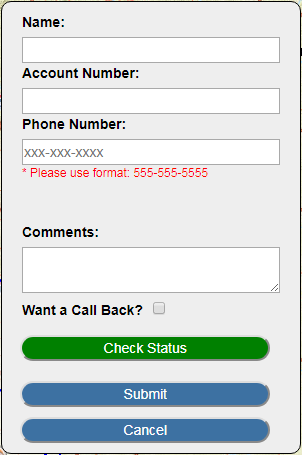 Name:
Account Number:
Phone Number:
xxx-xxx-xxxx
* Please use format: 555-555-5555
Comments:
Want a Call Back?
Check Status
Submit
Cancel